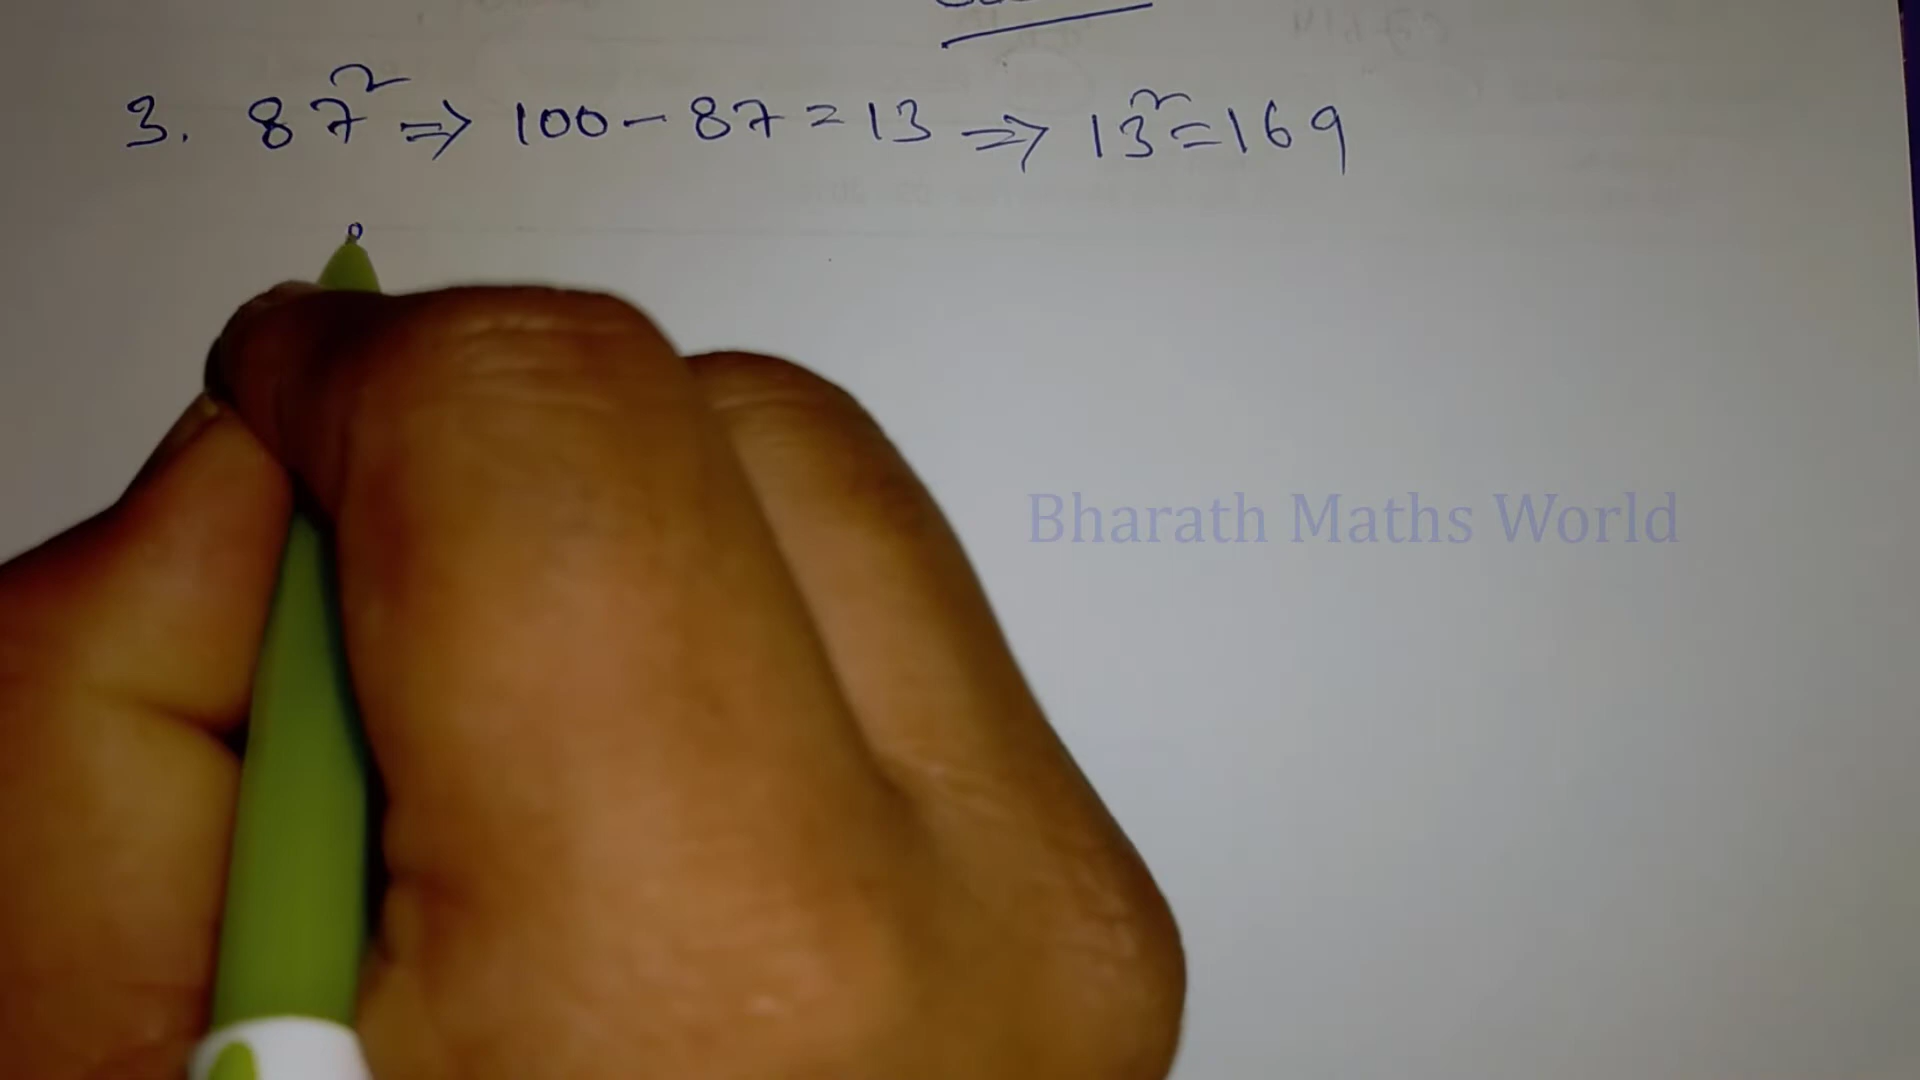 3. 87² ⇒ 100 - 87 = 13 ⇒ 13² = 169
Bharath Maths World